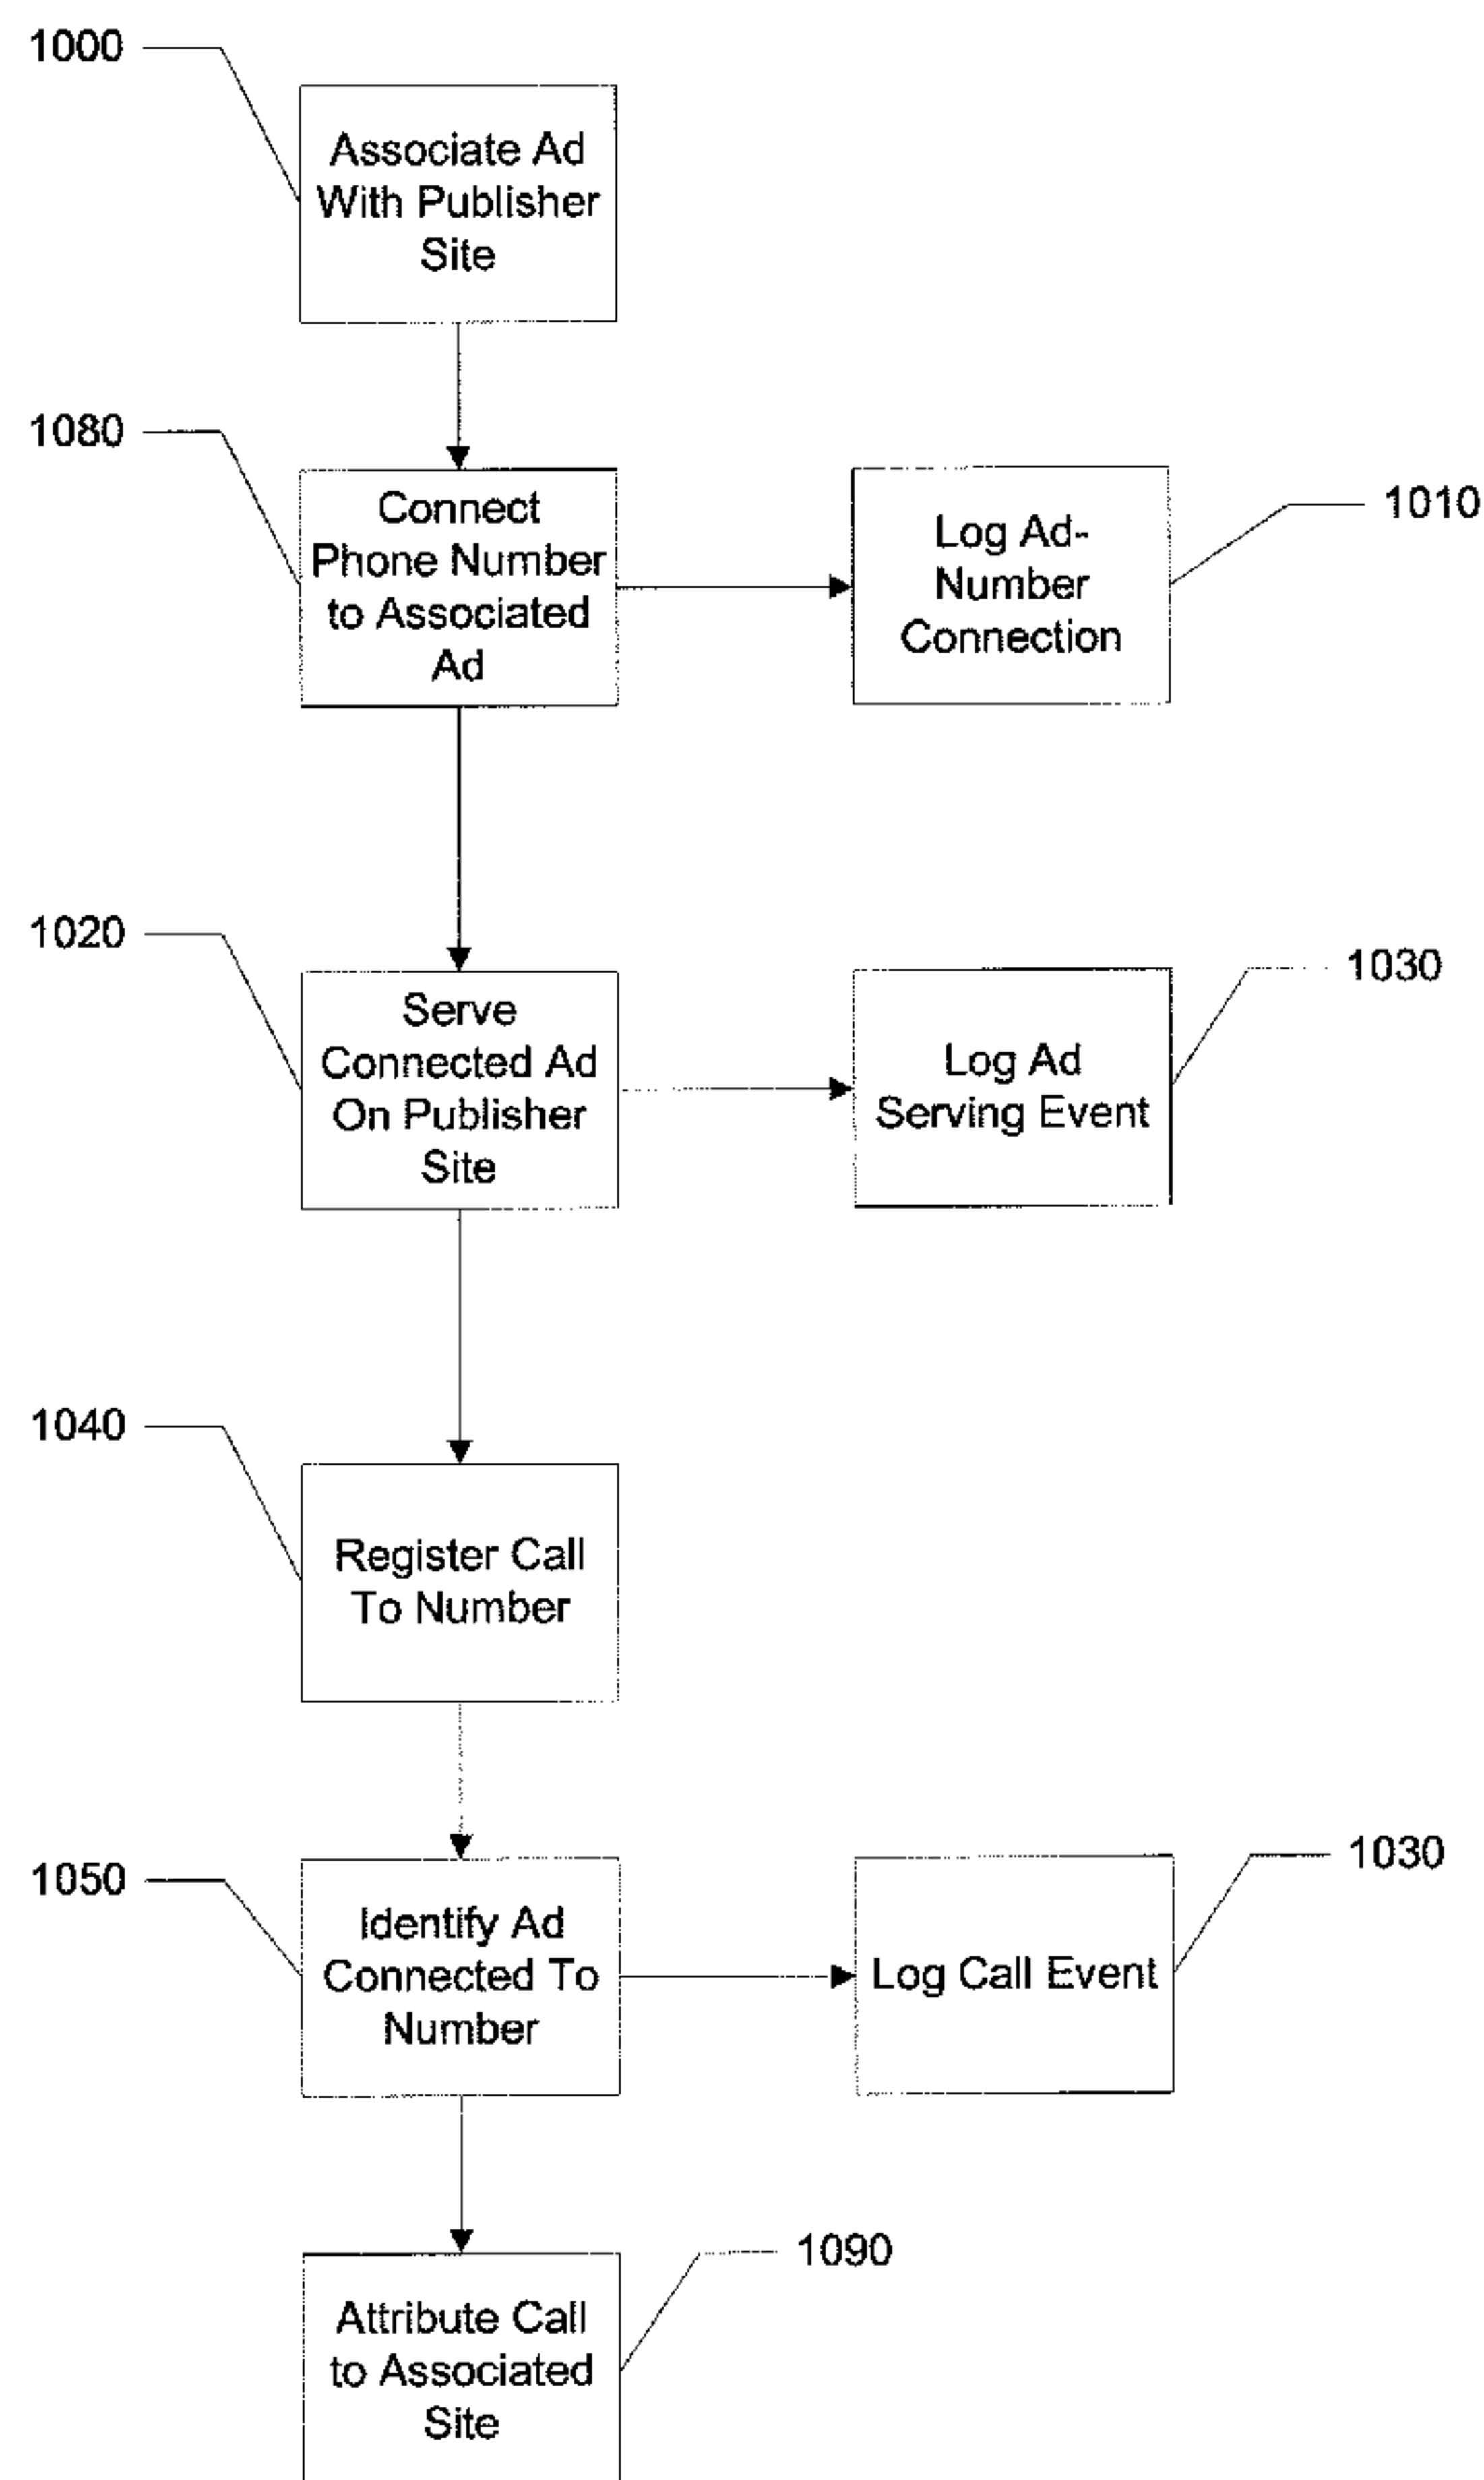 1000
Associate Ad
With Publisher
Site
1080
Connect
Phone Number
to Associated
Ad
Log Ad-
Number
Connection
1010
1020
Serve
Connected Ad
On Publisher
Site
Log Ad
Serving Event
1030
1040
Register Call
To Number
1050
Identify Ad
Connected To
Number
Log Call Event
1030
Attribute Call
to Associated
Site
1090